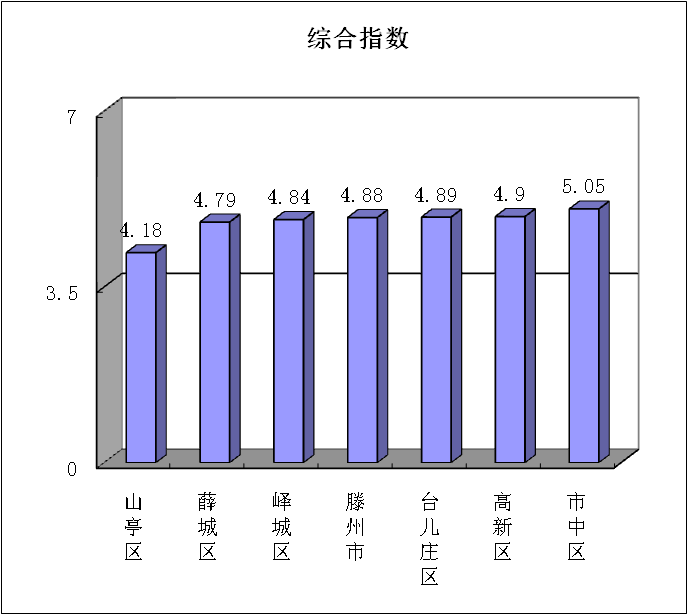 综合指数
7
3.5
0
4.18
4.79
4.84
4.88
4.89
4.9
5.05
山亭区
薛城区
峄城区
滕州市
台儿庄区
高新区
市中区